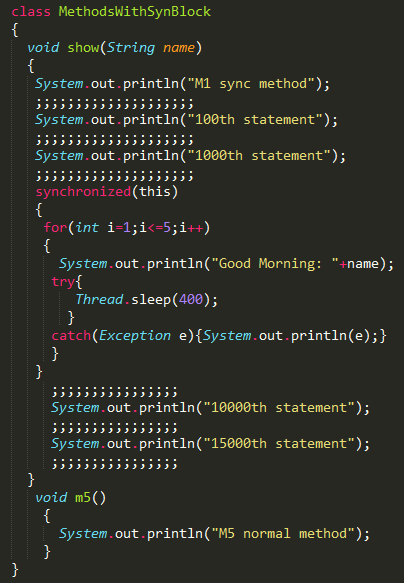 class MethodsWithSynBlock
{
void show(String name)
{
System.out.println("M1 sync method");
;;;;;;;;;;;;;;;;;;;;
System.out.println("100th statement");
;;;;;;;;;;;;;;;;;;;;
System.out.println("1000th statement");
;;;;;;;;;;;;;;;;;;;;
synchronized(this)
{
for(int i=1;i<=5;i++)
{
System.out.println("Good Morning: "+name);
try{
Thread.sleep(400);
}
catch(Exception e){System.out.println(e);}
}
}
;;;;;;;;;;;;;;;;
System.out.println("10000th statement");
;;;;;;;;;;;;;;;;
System.out.println("15000th statement");
;;;;;;;;;;;;;;;;
}
void m5()
{
System.out.println("M5 normal method");
}
}